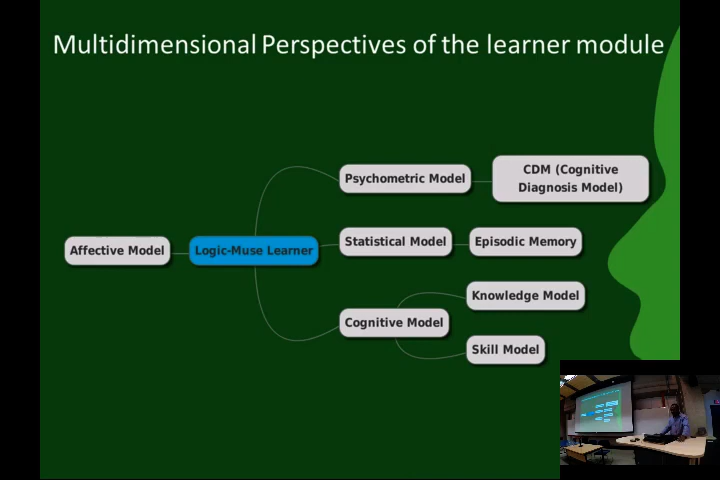 Multidimensional Perspectives of the learner module
Psychometric Model
CDM (Cognitive
Diagnosis Model)
Affective Model
Logic-Muse Learner
Statistical Model
Episodic Memory
Cognitive Model
Knowledge Model
Skill Model